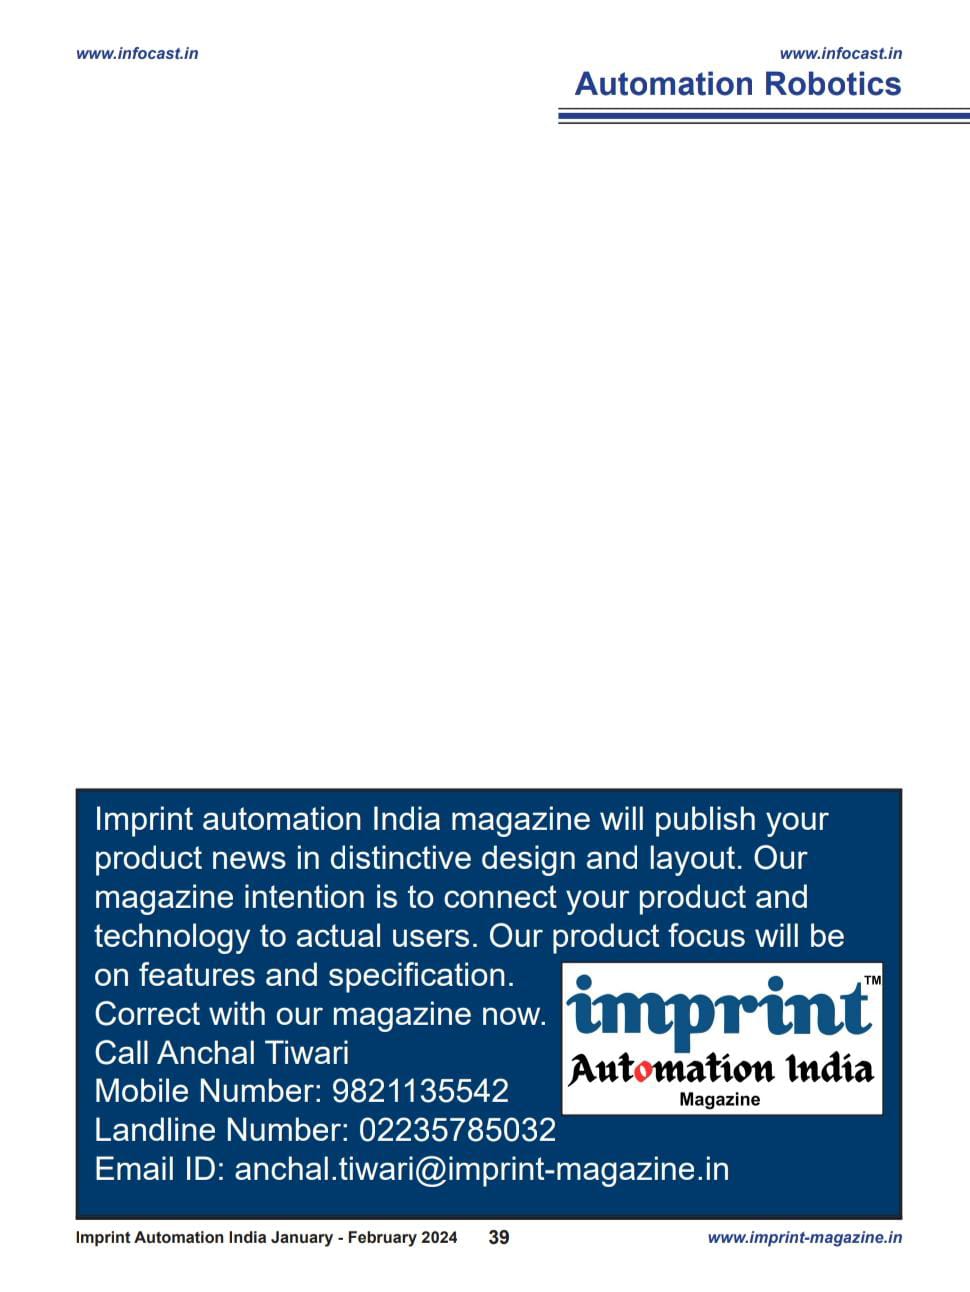 www.infocast.in
www.infocast.in
Automation Robotics
Imprint automation India magazine will publish your
product news in distinctive design and layout. Our
magazine intention is to connect your product and
technology to actual users. Our product focus will be
on features and specification.
Correct with our magazine now.
Call Anchal Tiwari
Mobile Number: 9821135542
Landline Number: 02235785032
Email ID: anchal.tiwari@imprint-magazine.in
imprint™
Automation India
Magazine
Imprint Automation India January - February 2024 39 www.imprint-magazine.in